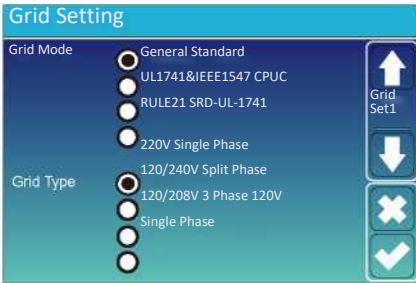 Grid Setting
Grid Mode
General Standard
UL1741&IEEE1547 CPUC
RULE21 SRD-UL-1741
Grid Type
220V Single Phase
120/240V Split Phase
120/208V 3 Phase 120V
Single Phase
Grid
Set1